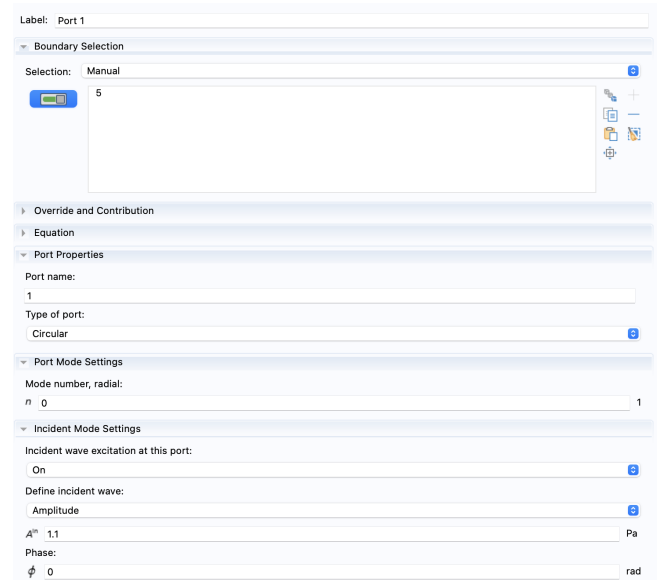 Label: Port 1
Boundary Selection
Selection: Manual
5
Override and Contribution
Equation
Port Properties
Port name:
1
Type of port:
Circular
Port Mode Settings
Mode number, radial:
n 0 1
Incident Mode Settings
Incident wave excitation at this port:
On
Define incident wave:
Amplitude
Aⁱⁿ 1.1 Pa
Phase:
ϕ 0 rad